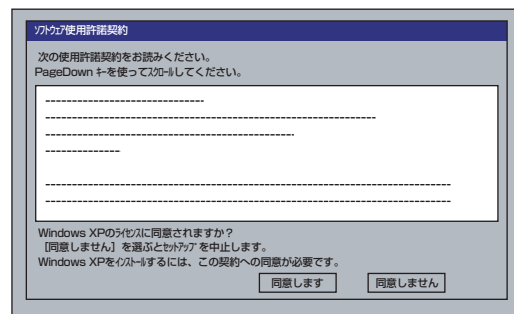 ｿﾌﾄｳｪｱ使用許諾契約
次の使用許諾契約をお読みください。
PageDown ｷｰを使ってｽｸﾛｰﾙしてください。
Windows XPのﾗｲｾﾝｽに同意されますか？
［同意しません］を選ぶとｾｯﾄｱｯﾌﾟを中止します。
Windows XPをｲﾝｽﾄｰﾙするには、この契約への同意が必要です。
同意します　同意しません